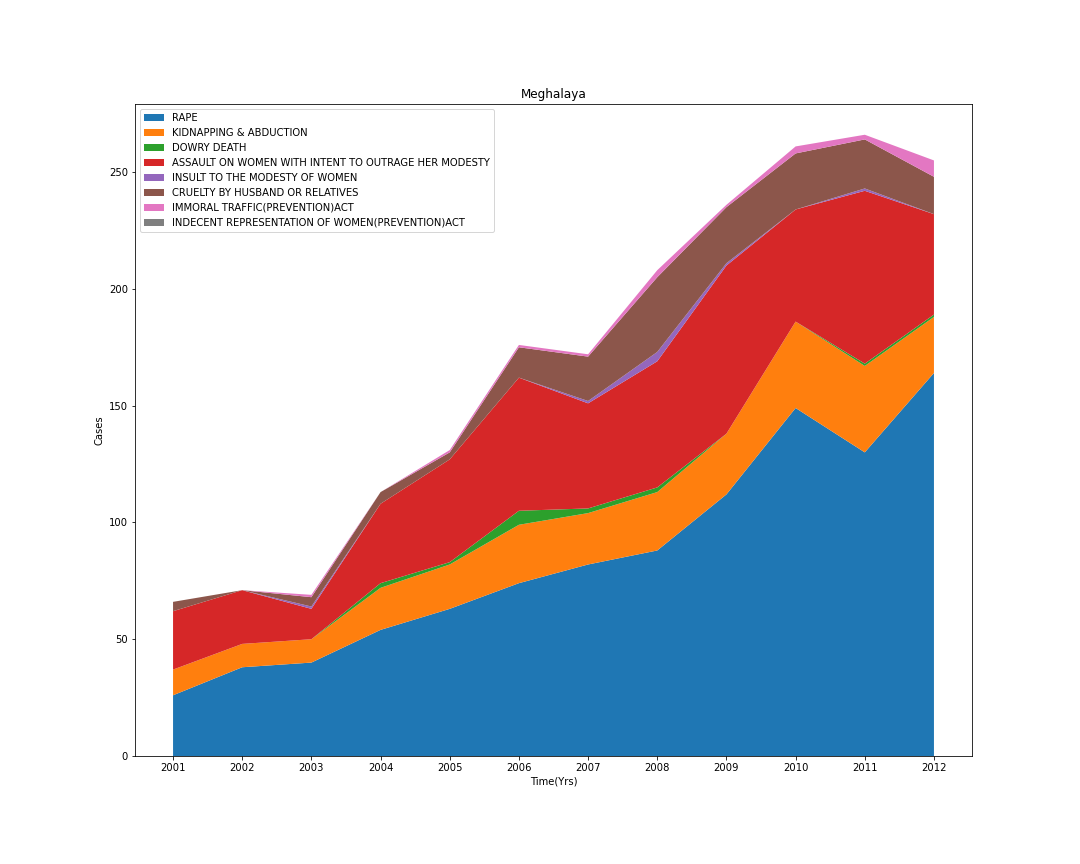 Meghalaya
RAPE
KIDNAPPING & ABDUCTION
DOWRY DEATH
ASSAULT ON WOMEN WITH INTENT TO OUTRAGE HER MODESTY
INSULT TO THE MODESTY OF WOMEN
CRUELTY BY HUSBAND OR RELATIVES
IMMORAL TRAFFIC(PREVENTION)ACT
INDECENT REPRESENTATION OF WOMEN(PREVENTION)ACT
250
200
150
100
50
0
Cases
2001 2002 2003 2004 2005 2006 2007 2008 2009 2010 2011 2012
Time(Yrs)